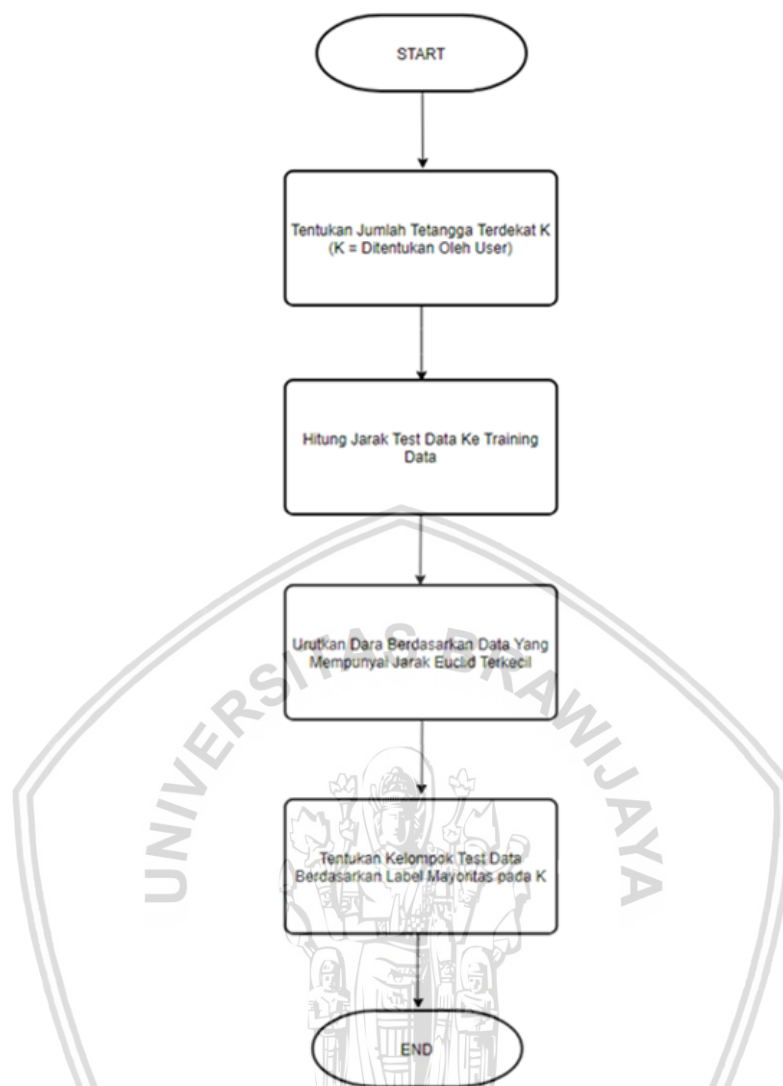 START
Tentukan Jumlah Tetangga Terdekat K
(K = Ditentukan Oleh User)
Hitung Jarak Test Data Ke Training
Data
Urutkan Dara Berdasarkan Data Yang
Mempunyai Jarak Euclid Terkecil
Tentukan Kelompok Test Data
Berdasarkan Label Mayoritas pada K
END
UNIVERSITAS BRAWIJAYA